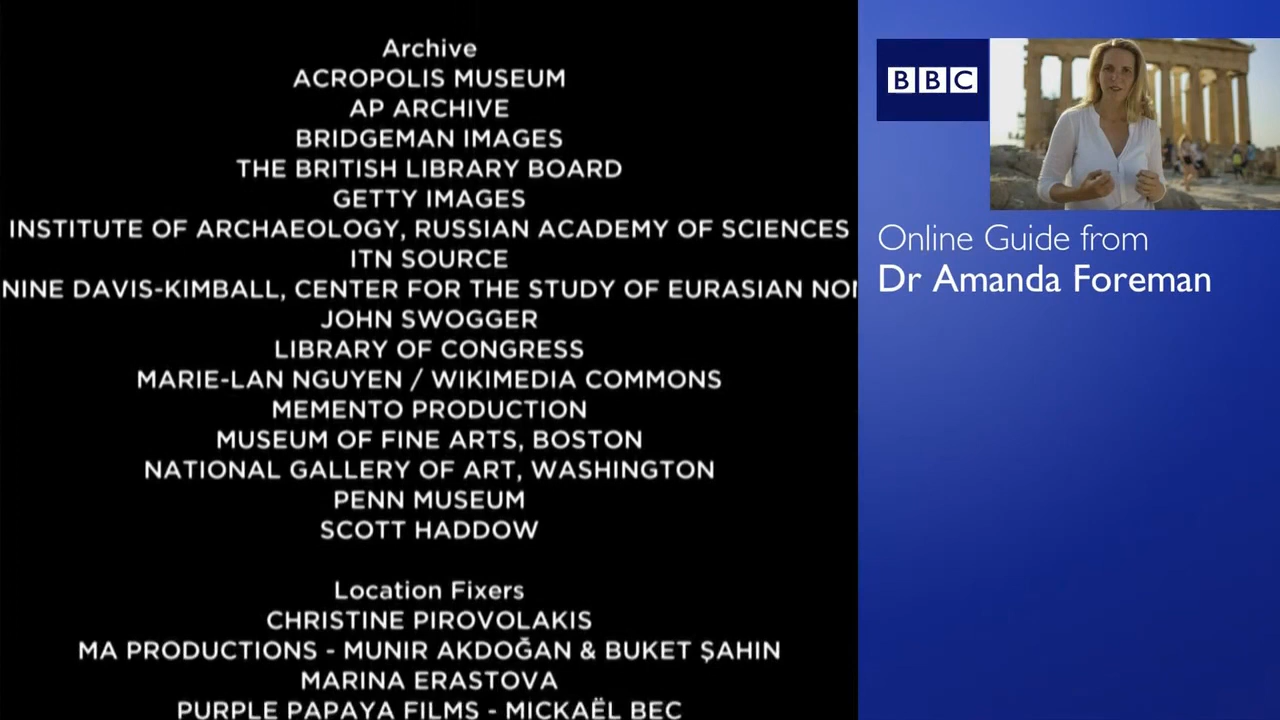 Archive
ACROPOLIS MUSEUM
AP ARCHIVE
BRIDGEMAN IMAGES
THE BRITISH LIBRARY BOARD
GETTY IMAGES
INSTITUTE OF ARCHAEOLOGY, RUSSIAN ACADEMY OF SCIENCES
ITN SOURCE
NINE DAVIS-KIMBALL, CENTER FOR THE STUDY OF EURASIAN
JOHN SWOGGER
LIBRARY OF CONGRESS
MARIE-LAN NGUYEN / WIKIMEDIA COMMONS
MEMENTO PRODUCTION
MUSEUM OF FINE ARTS, BOSTON
NATIONAL GALLERY OF ART, WASHINGTON
PENN MUSEUM
SCOTT HADDOW
Location Fixers
CHRISTINE PIROVOLAKIS
MA PRODUCTIONS - MUNIR AKDOĞAN & BUKET ŞAHIN
MARINA ERASTOVA
PURPLE PAPAYA FILMS - MICKAËL BEC
BBC
Online Guide from
Dr Amanda Foreman